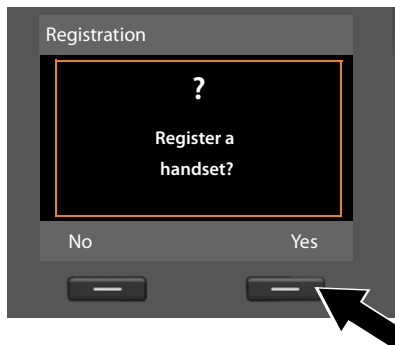 Registration
?
Register a
handset?
No Yes